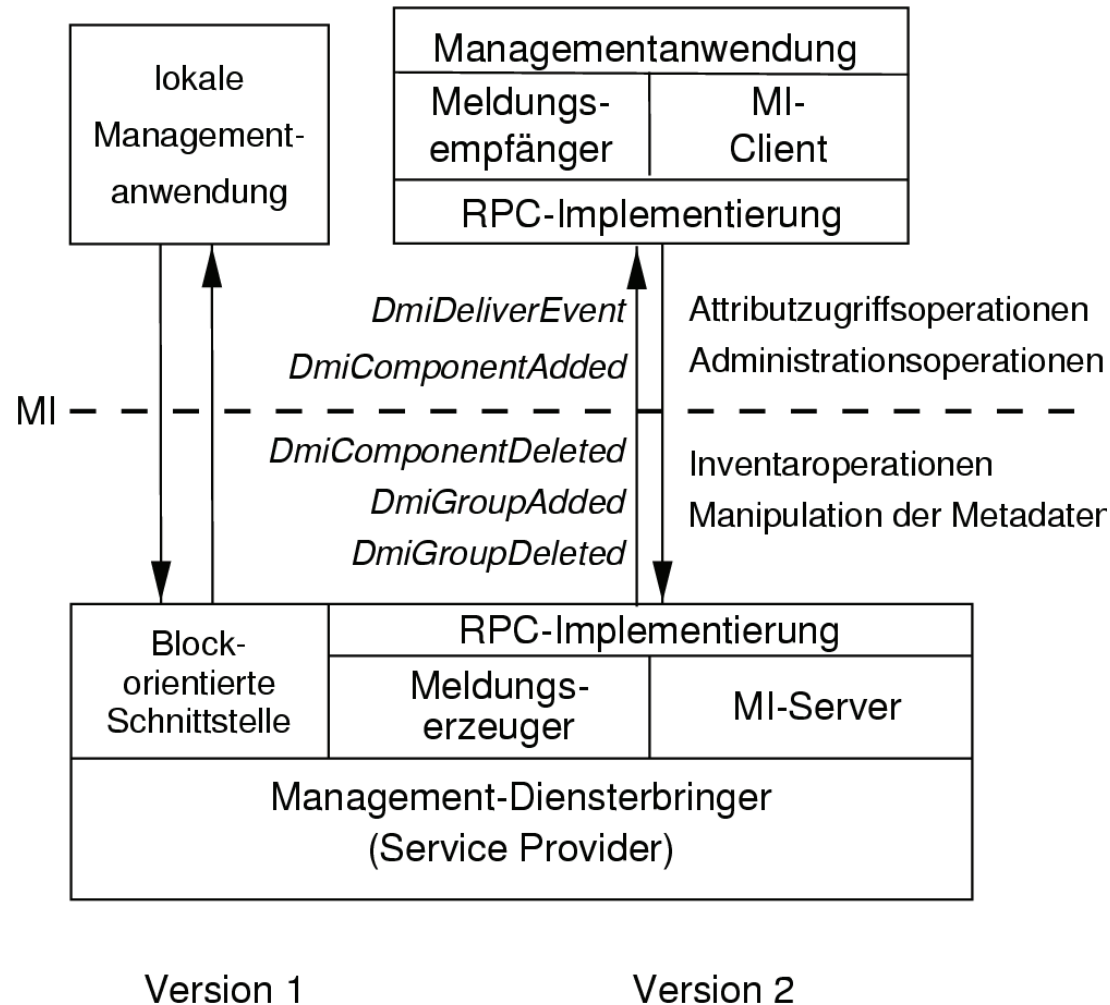 lokale
Management-
anwendung
Managementanwendung
Meldungs-
empfänger
MI-
Client
RPC-Implementierung
DmiDeliverEvent
DmiComponentAdded
Attributzugriffsoperationen
Administrationsoperationen
MI
DmiComponentDeleted
DmiGroupAdded
DmiGroupDeleted
Inventaroperationen
Manipulation der Metadaten
Block-
orientierte
Schnittstelle
RPC-Implementierung
Meldungs-
erzeuger
MI-Server
Management-Diensterbringer
(Service Provider)
Version 1
Version 2